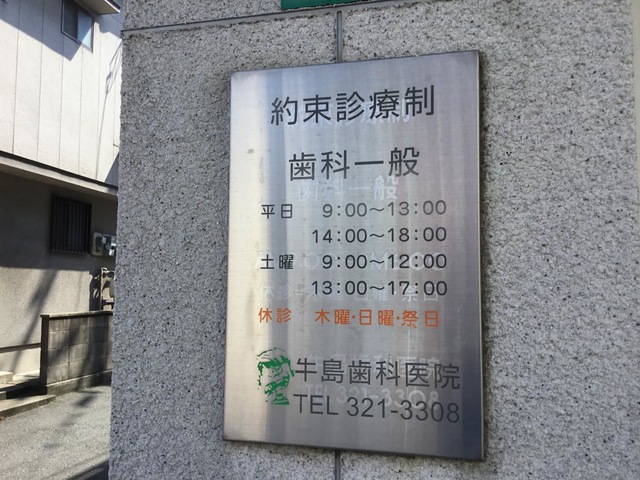 約束診療制
歯科一般
平日 9:00～13:00
14:00～18:00
土曜 9:00～12:00
13:00～17:00
休診 木曜・日曜・祭日
牛島歯科医院
TEL 321-3308